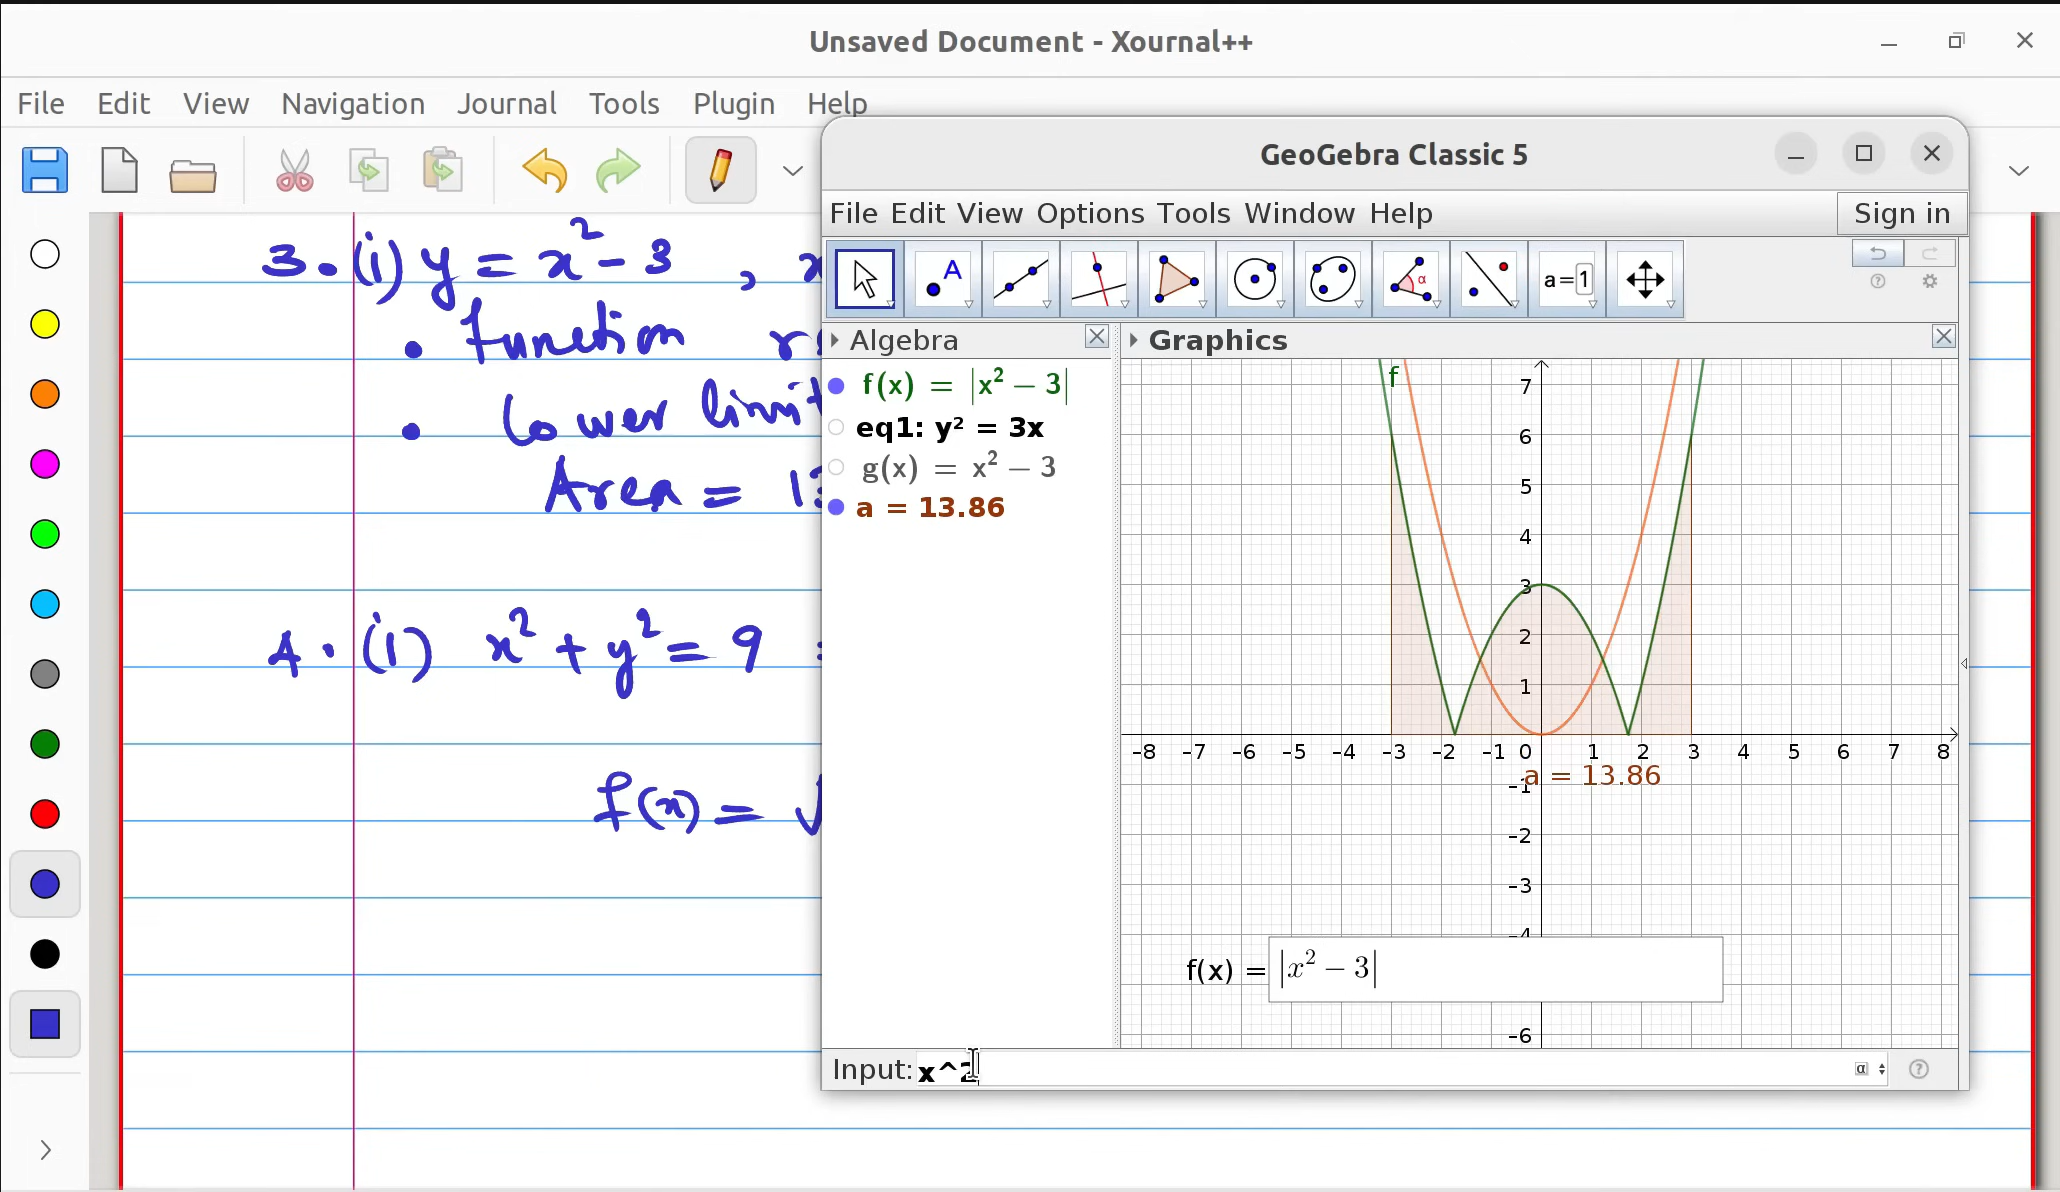 Unsaved Document - Xournal++
File Edit View Navigation Journal Tools Plugin Help
3. (i) y = x² - 3 , x
• function
• Lower limit
Area = 13
4. (i) x² + y² = 9
f(x) = √
GeoGebra Classic 5
File Edit View Options Tools Window Help
Sign in
A
α
a=1
Algebra
Graphics
f(x) = |x² − 3|
eq1: y² = 3x
g(x) = x² − 3
a = 13.86
f
7
6
5
4
3
2
1
-8 -7 -6 -5 -4 -3 -2 -1 0 1 2 3 4 5 6 7 8
a = 13.86
-1
-2
-3
-4
f(x) = |x² − 3|
-6
Input: x^2
α